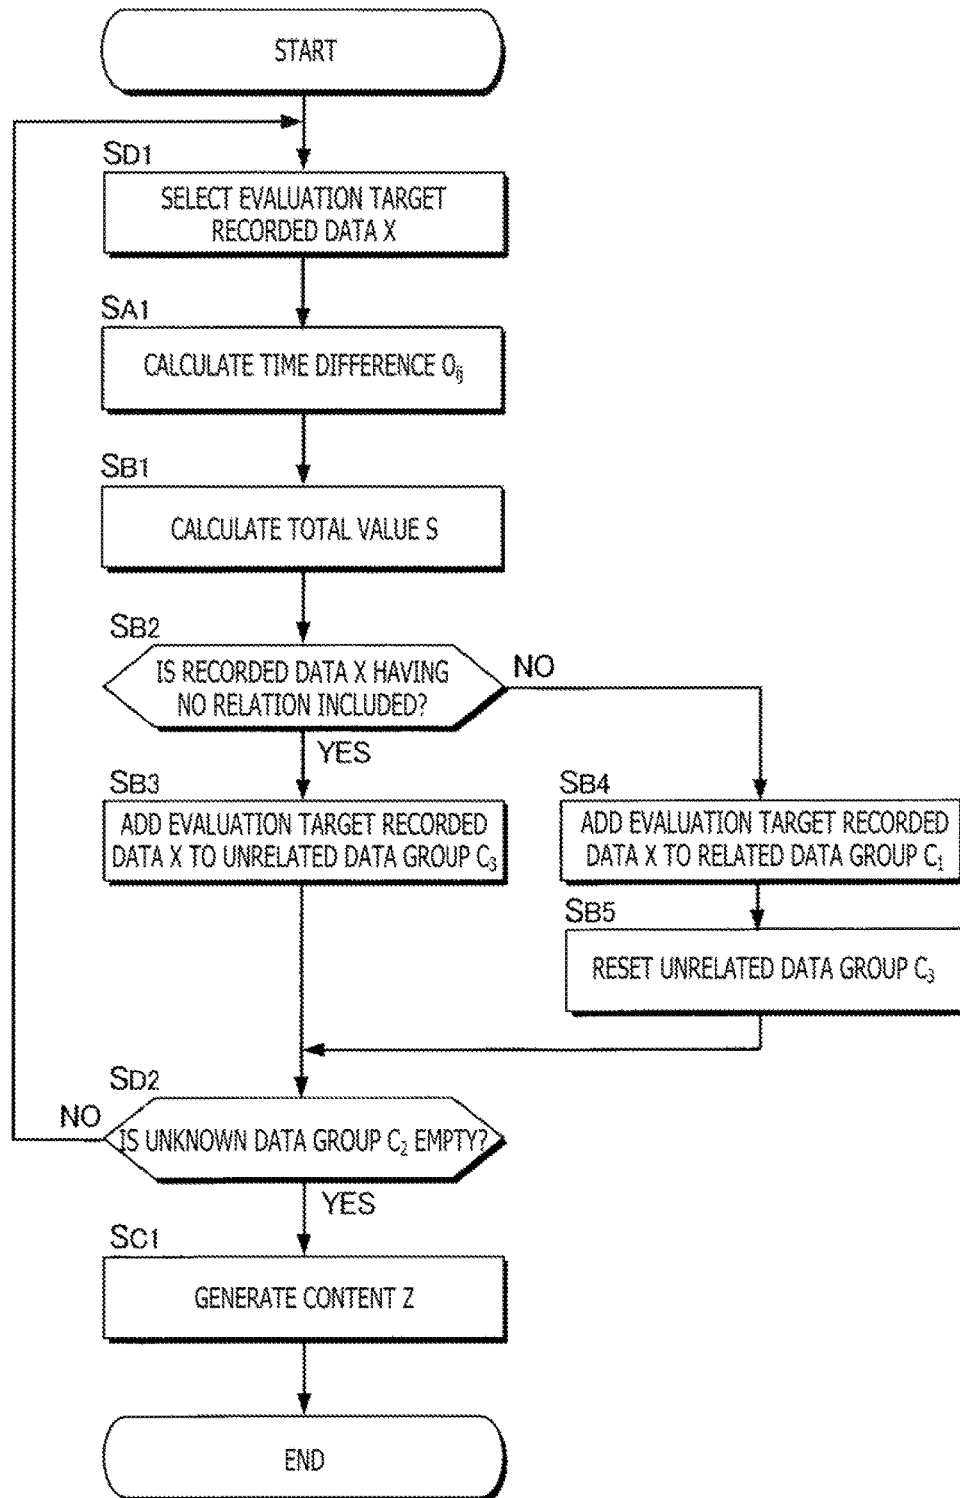 START
SD1
SELECT EVALUATION TARGET
RECORDED DATA X
SA1
CALCULATE TIME DIFFERENCE O_ij
SB1
CALCULATE TOTAL VALUE S
SB2
IS RECORDED DATA X HAVING
NO RELATION INCLUDED?
NO
YES
SB3
ADD EVALUATION TARGET RECORDED
DATA X TO UNRELATED DATA GROUP C₃
SB4
ADD EVALUATION TARGET RECORDED
DATA X TO RELATED DATA GROUP C₁
SB5
RESET UNRELATED DATA GROUP C₃
SD2
NO
IS UNKNOWN DATA GROUP C₂ EMPTY?
YES
SC1
GENERATE CONTENT Z
END